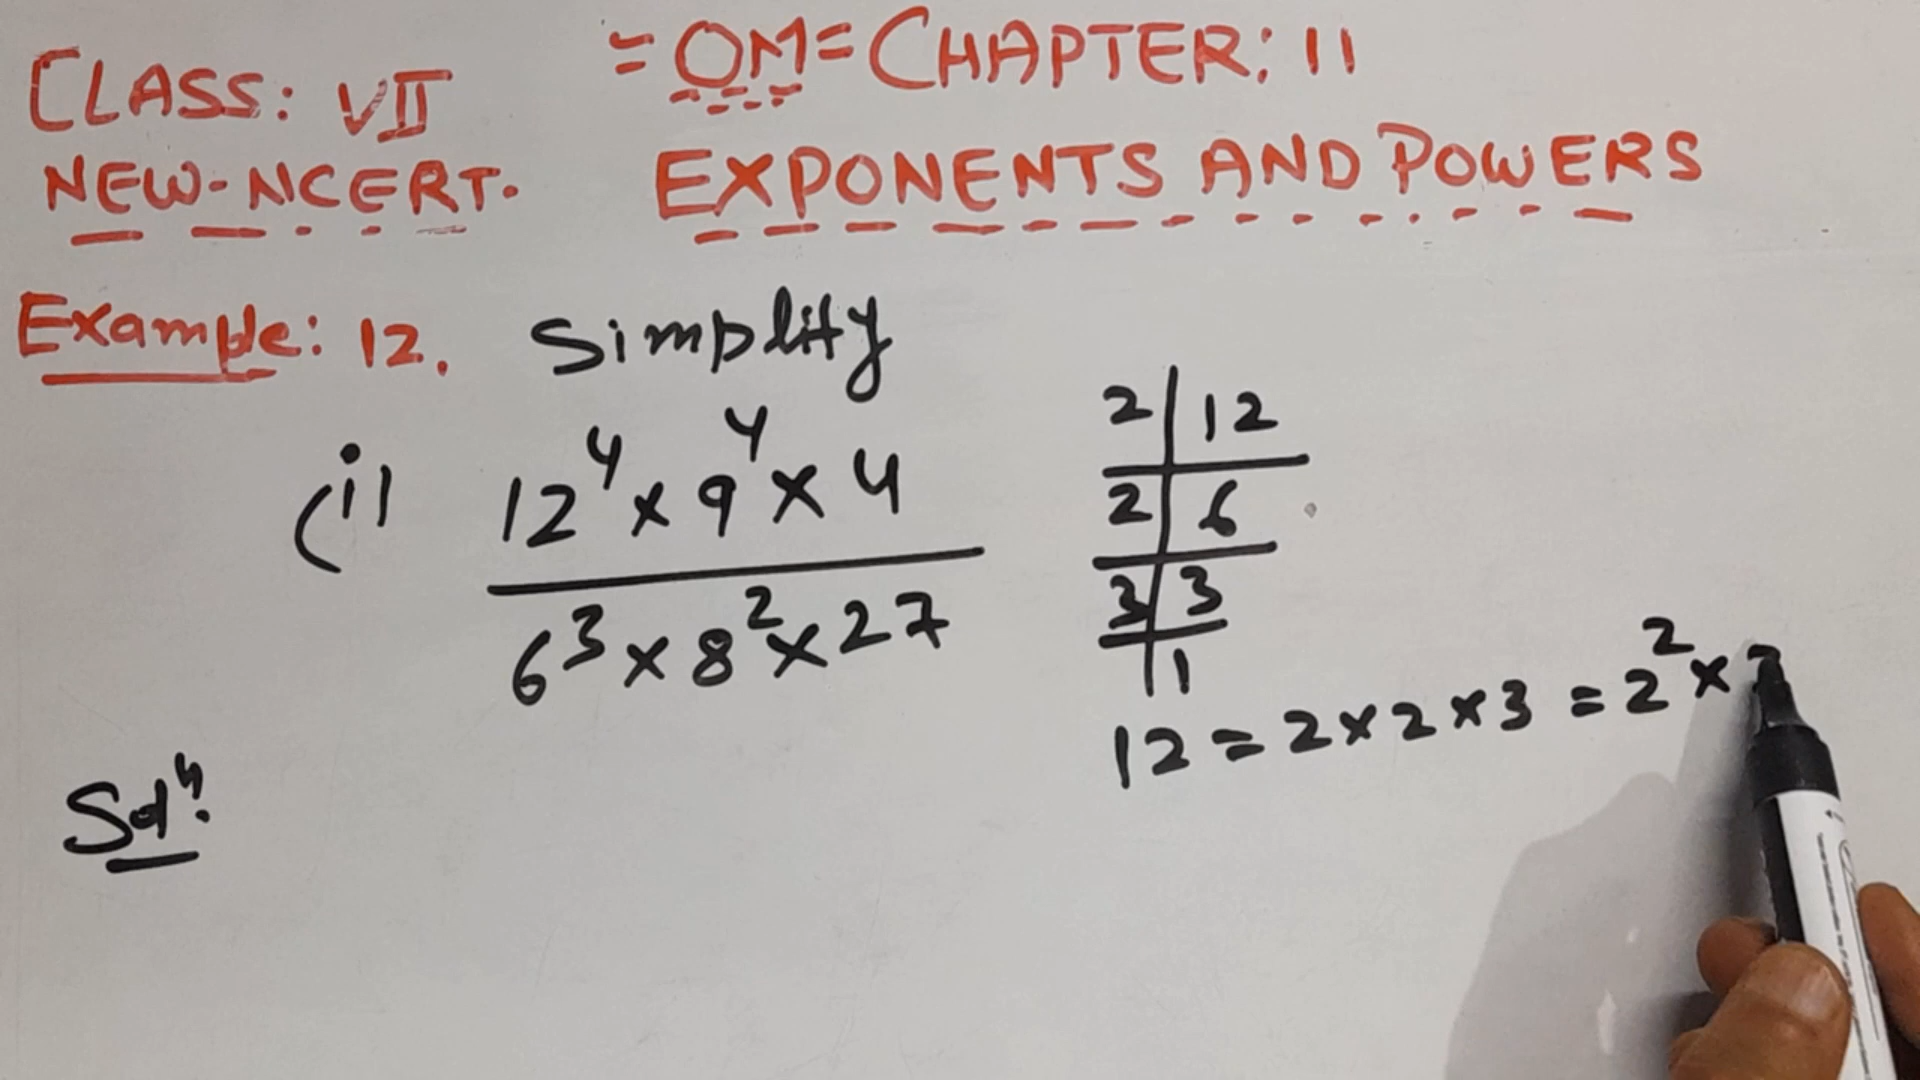 = OM = CHAPTER: 11
CLASS: VII
NEW-NCERT.
EXPONENTS AND POWERS
Example: 12. Simplify
(i) 12⁴ × 9⁴ × 4
6³ × 8² × 27
2 | 12
2 | 6
3 | 3
| 1
12 = 2 × 2 × 3 = 2² ×
Solⁿ.